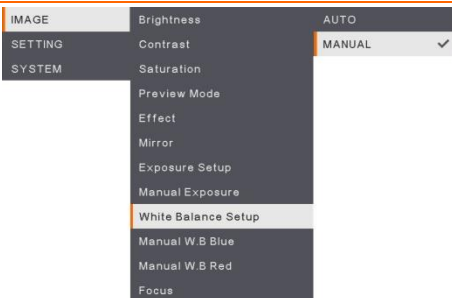 IMAGE
SETTING
SYSTEM
Brightness
Contrast
Saturation
Preview Mode
Effect
Mirror
Exposure Setup
Manual Exposure
White Balance Setup
Manual W.B Blue
Manual W.B Red
Focus
AUTO
MANUAL